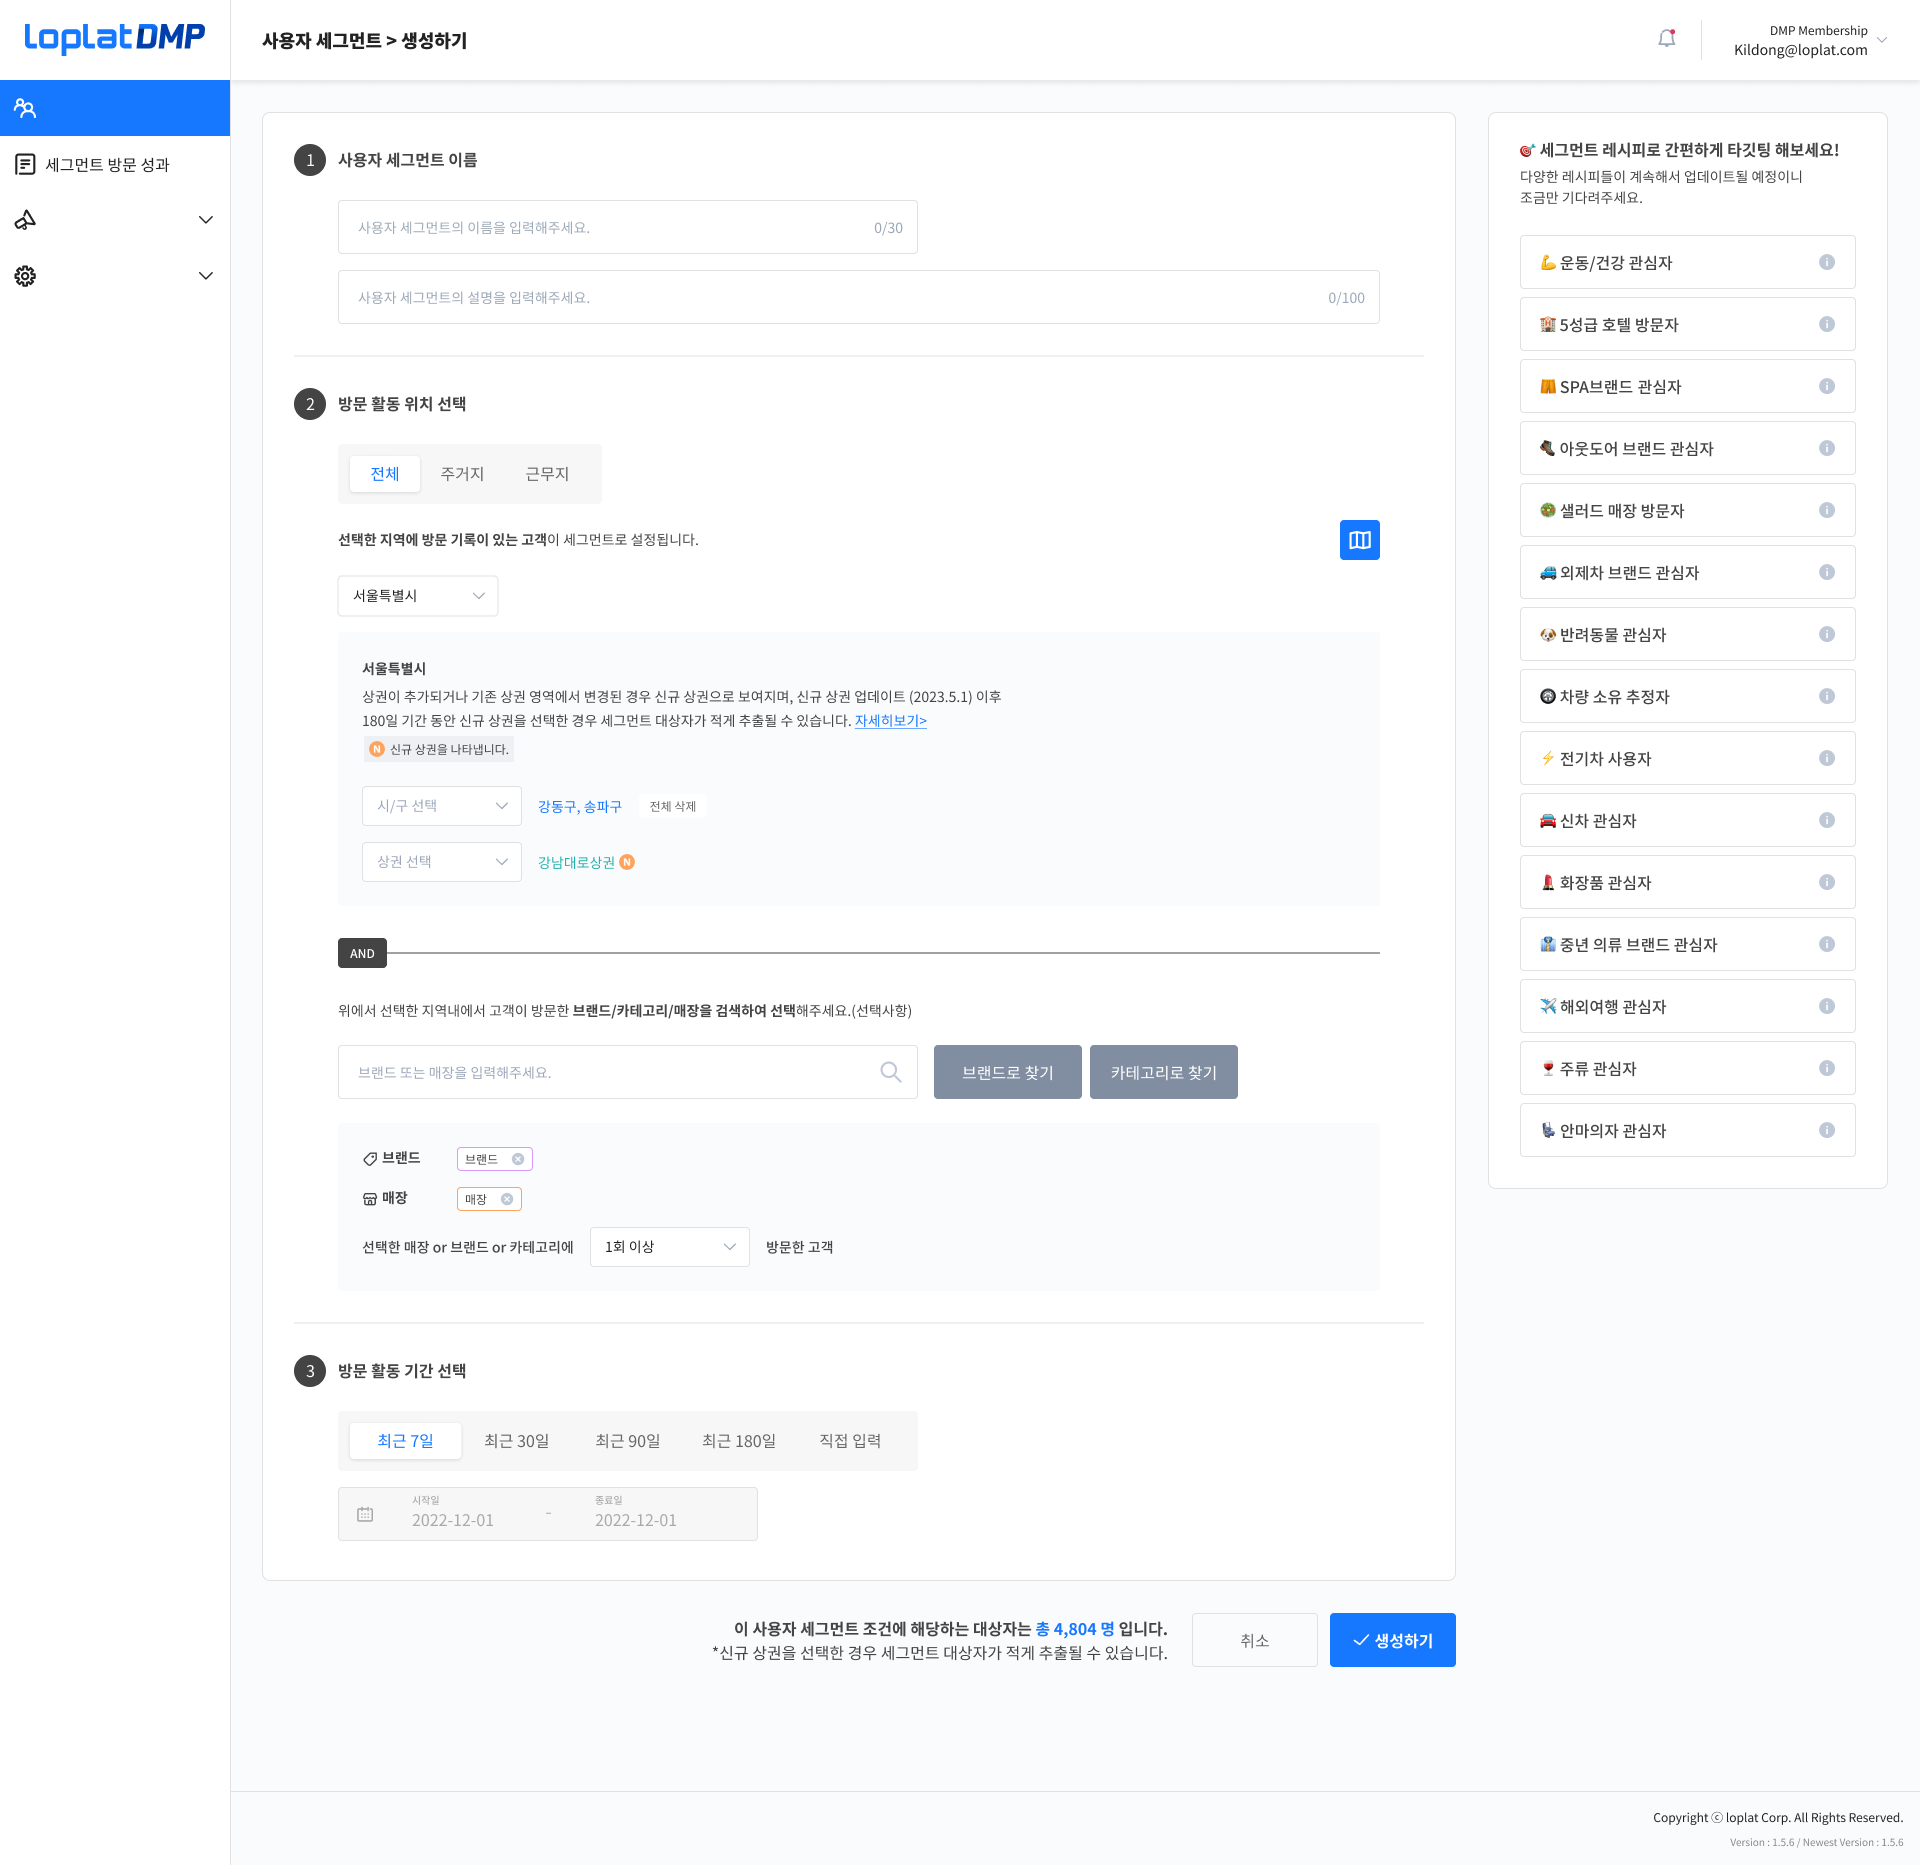 loplat DMP
사용자 세그먼트 > 생성하기
DMP Membership
Kildong@loplat.com
세그먼트 방문 성과
1 사용자 세그먼트 이름
사용자 세그먼트의 이름을 입력해주세요. 0/30
사용자 세그먼트의 설명을 입력해주세요. 0/100
2 방문 활동 위치 선택
전체 주거지 근무지
선택한 지역에 방문 기록이 있는 고객이 세그먼트로 설정됩니다.
서울특별시
서울특별시
상권이 추가되거나 기존 상권 영역에서 변경된 경우 신규 상권으로 보여지며, 신규 상권 업데이트 (2023.5.1) 이후
180일 기간 동안 신규 상권을 선택한 경우 세그먼트 대상자가 적게 추출될 수 있습니다. 자세히보기>
N 신규 상권을 나타냅니다.
시/구 선택 강동구, 송파구 전체 삭제
상권 선택 강남대로상권 N
AND
위에서 선택한 지역내에서 고객이 방문한 브랜드/카테고리/매장을 검색하여 선택해주세요.(선택사항)
브랜드 또는 매장을 입력해주세요. 브랜드로 찾기 카테고리로 찾기
브랜드 브랜드
매장 매장
선택한 매장 or 브랜드 or 카테고리에 1회 이상 방문한 고객
3 방문 활동 기간 선택
최근 7일 최근 30일 최근 90일 최근 180일 직접 입력
시작일 종료일
2022-12-01 - 2022-12-01
이 사용자 세그먼트 조건에 해당하는 대상자는 총 4,804 명 입니다.
*신규 상권을 선택한 경우 세그먼트 대상자가 적게 추출될 수 있습니다.
취소 생성하기
세그먼트 레시피로 간편하게 타깃팅 해보세요!
다양한 레시피들이 계속해서 업데이트될 예정이니
조금만 기다려주세요.
운동/건강 관심자
5성급 호텔 방문자
SPA브랜드 관심자
아웃도어 브랜드 관심자
샐러드 매장 방문자
외제차 브랜드 관심자
반려동물 관심자
차량 소유 추정자
전기차 사용자
신차 관심자
화장품 관심자
중년 의류 브랜드 관심자
해외여행 관심자
주류 관심자
안마의자 관심자
Copyright ⓒ loplat Corp. All Rights Reserved.
Version : 1.5.6 / Newest Version : 1.5.6